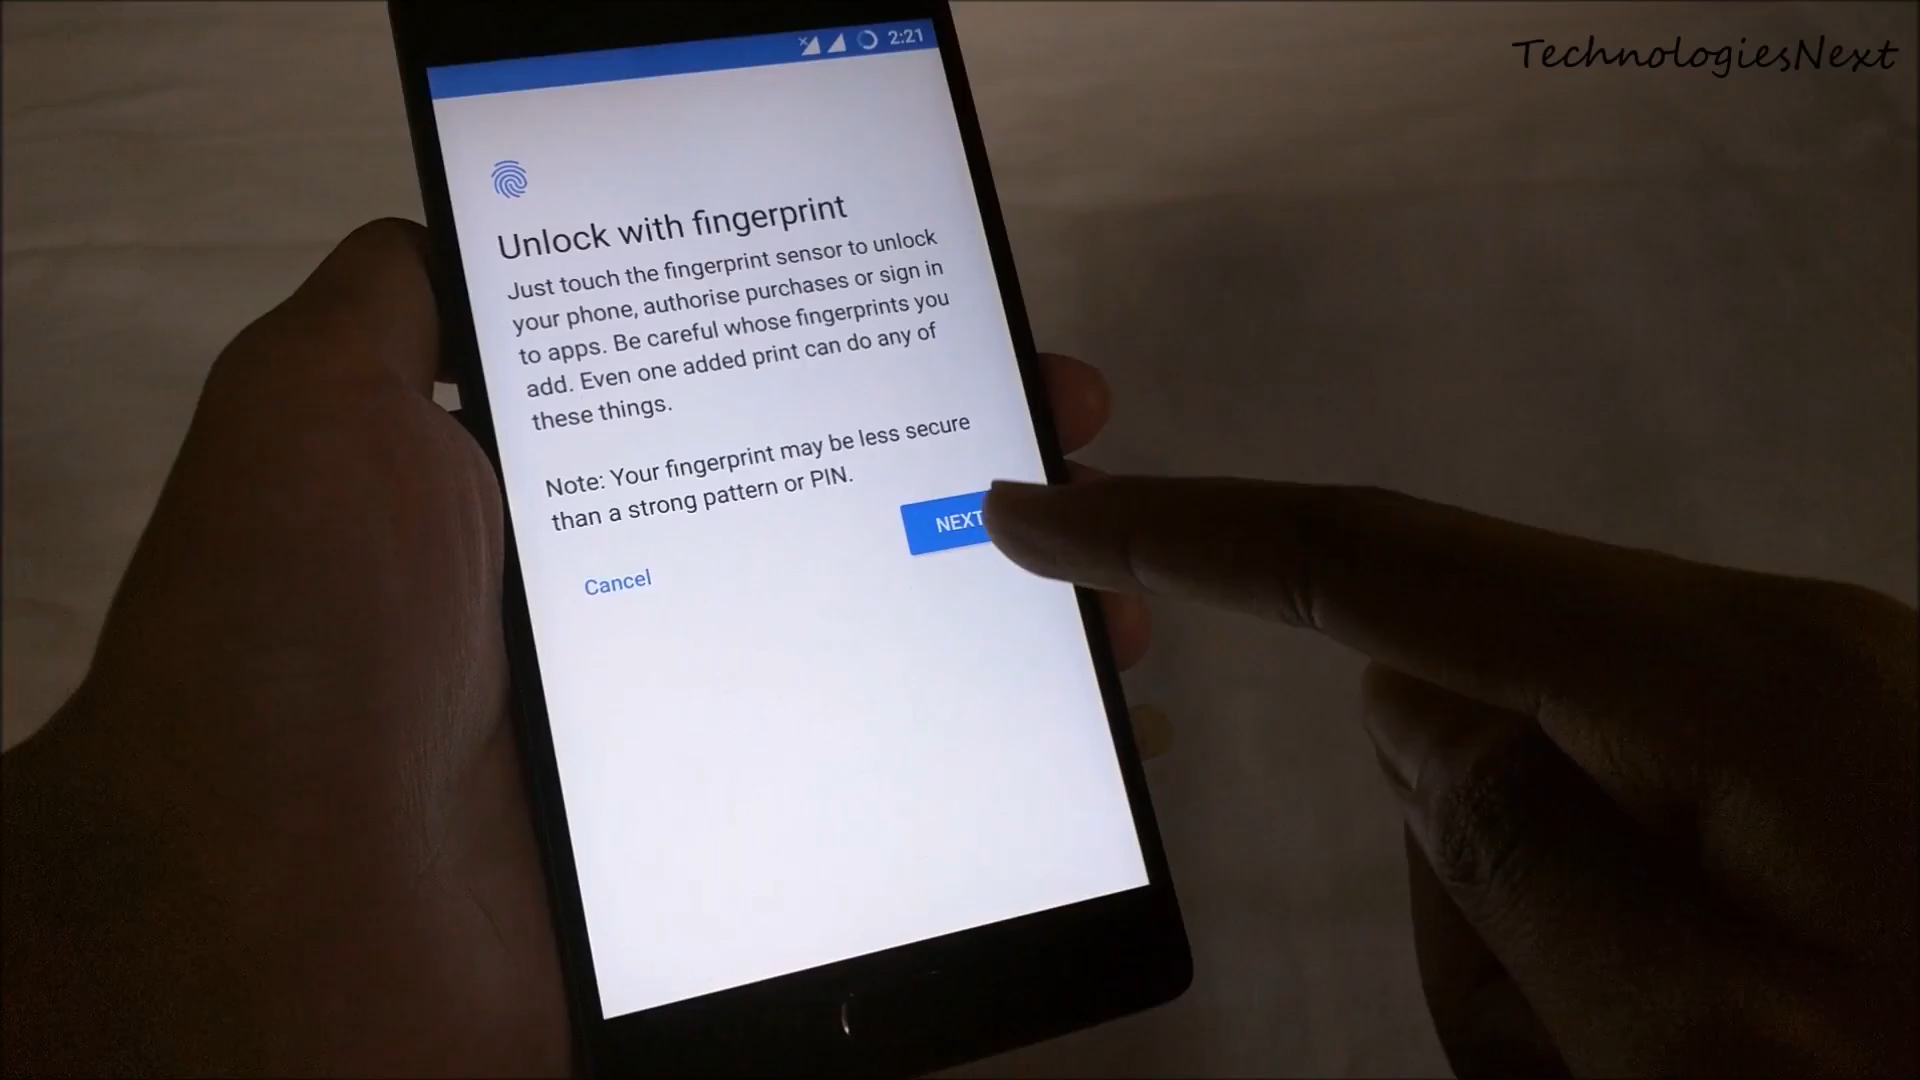 2:21
TechnologiesNext
Unlock with fingerprint
Just touch the fingerprint sensor to unlock
your phone, authorise purchases or sign in
to apps. Be careful whose fingerprints you
add. Even one added print can do any of
these things.
Note: Your fingerprint may be less secure
than a strong pattern or PIN.
NEXT
Cancel